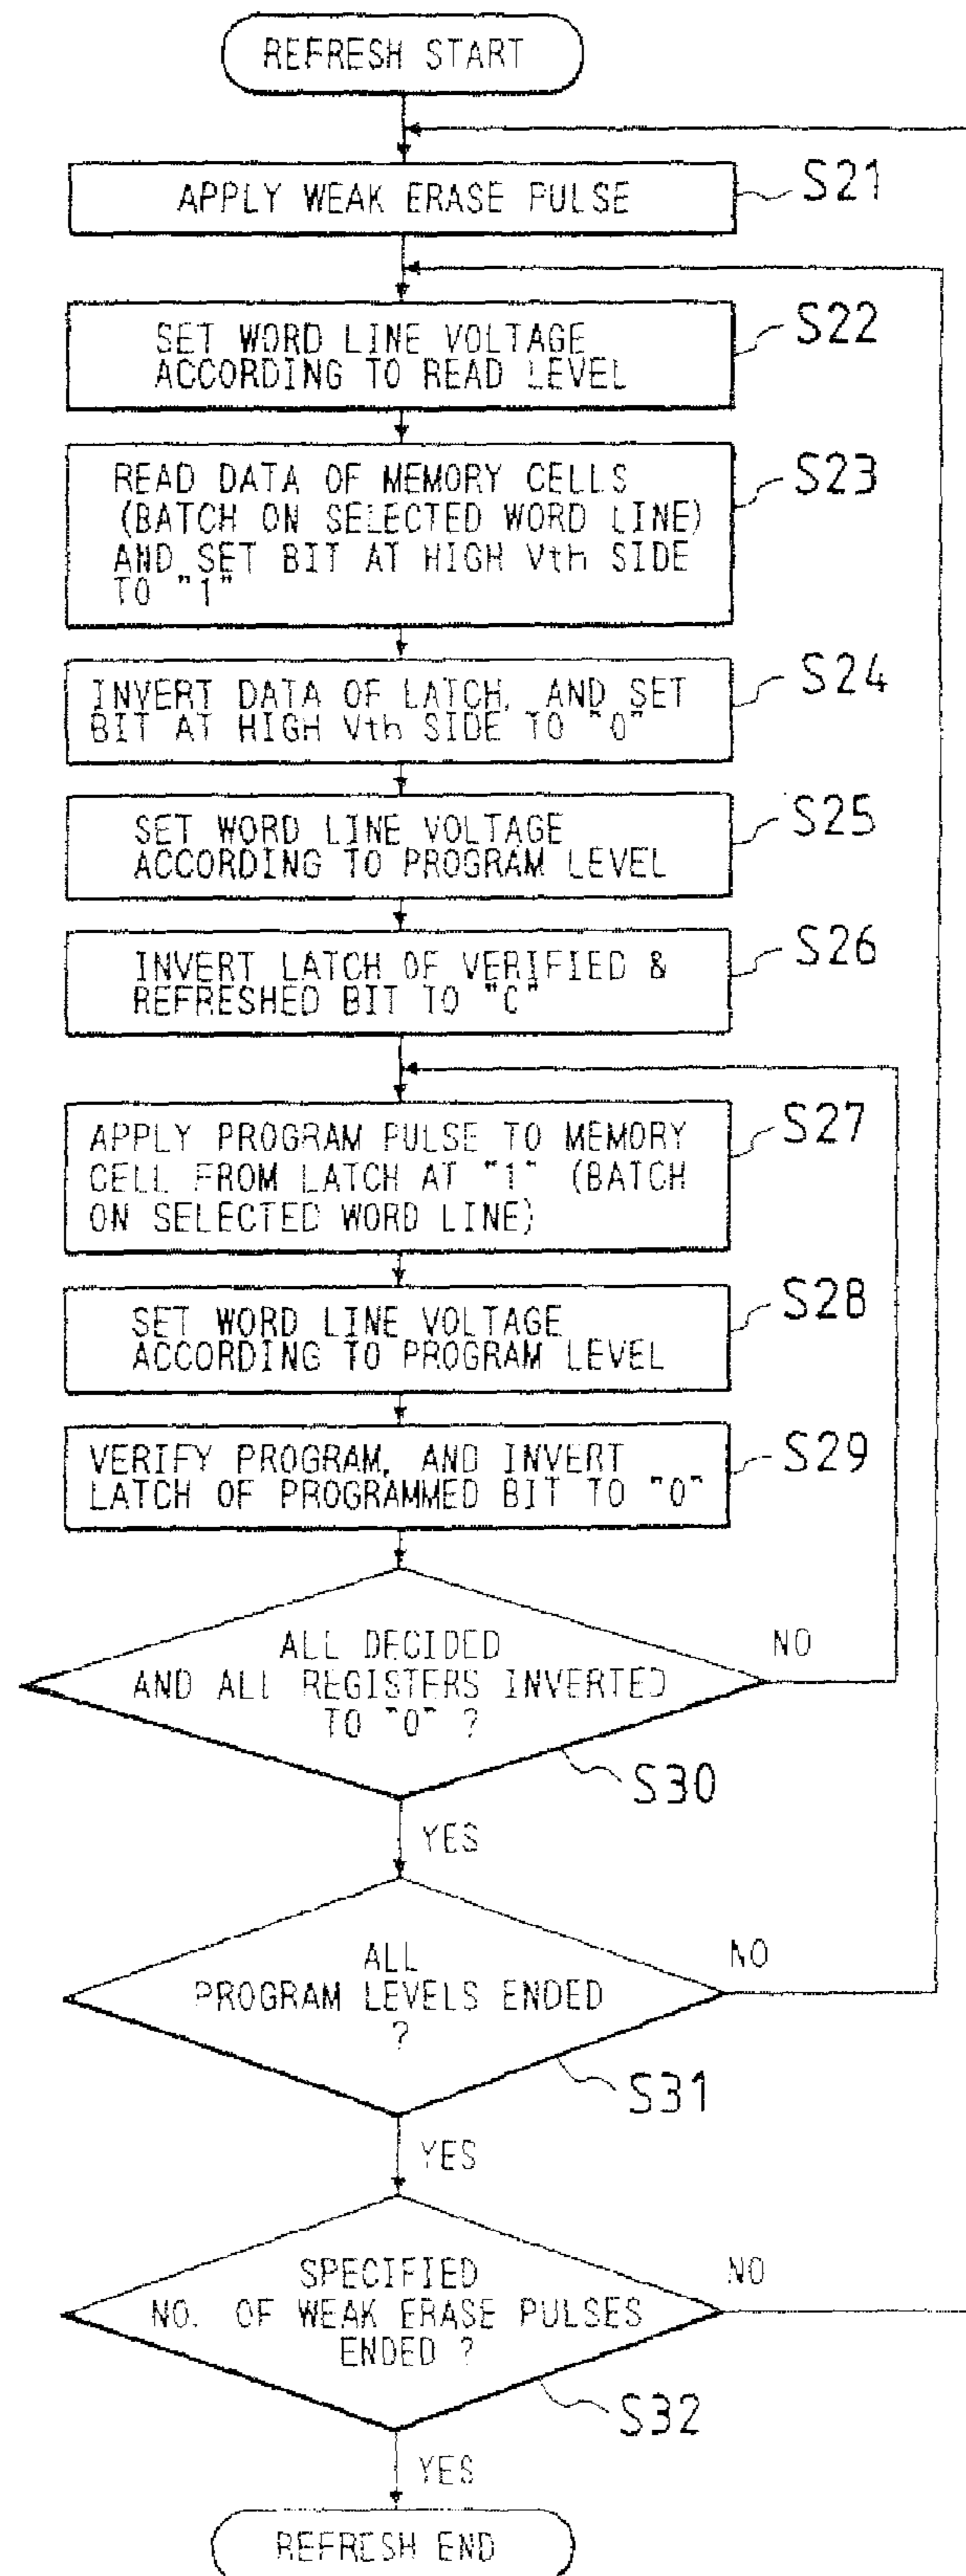 REFRESH START
APPLY WEAK ERASE PULSE
S21
SET WORD LINE VOLTAGE
ACCORDING TO READ LEVEL
S22
READ DATA OF MEMORY CELLS
(BATCH ON SELECTED WORD LINE)
AND SET BIT AT HIGH Vth SIDE
TO "1"
S23
INVERT DATA OF LATCH, AND SET
BIT AT HIGH Vth SIDE TO "0"
S24
SET WORD LINE VOLTAGE
ACCORDING TO PROGRAM LEVEL
S25
INVERT LATCH OF VERIFIED &
REFRESHED BIT TO "C"
S26
APPLY PROGRAM PULSE TO MEMORY
CELL FROM LATCH AT "1" (BATCH
ON SELECTED WORD LINE)
S27
SET WORD LINE VOLTAGE
ACCORDING TO PROGRAM LEVEL
S28
VERIFY PROGRAM, AND INVERT
LATCH OF PROGRAMMED BIT TO "0"
S29
ALL DECIDED
AND ALL REGISTERS INVERTED
TO "0" ?
NO
S30
YES
ALL
PROGRAM LEVELS ENDED
?
NO
S31
YES
SPECIFIED
NO. OF WEAK ERASE PULSES
ENDED ?
NO
S32
YES
REFRESH END